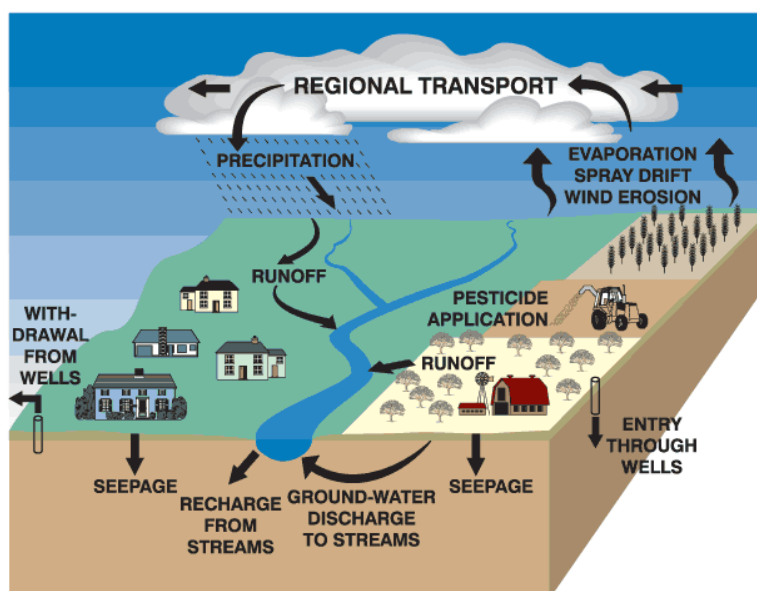 REGIONAL TRANSPORT
PRECIPITATION
EVAPORATION
SPRAY DRIFT
WIND EROSION
RUNOFF
PESTICIDE
APPLICATION
WITH-
DRAWAL
FROM
WELLS
RUNOFF
ENTRY
THROUGH
WELLS
SEEPAGE
RECHARGE
FROM
STREAMS
GROUND-WATER
DISCHARGE
TO STREAMS
SEEPAGE